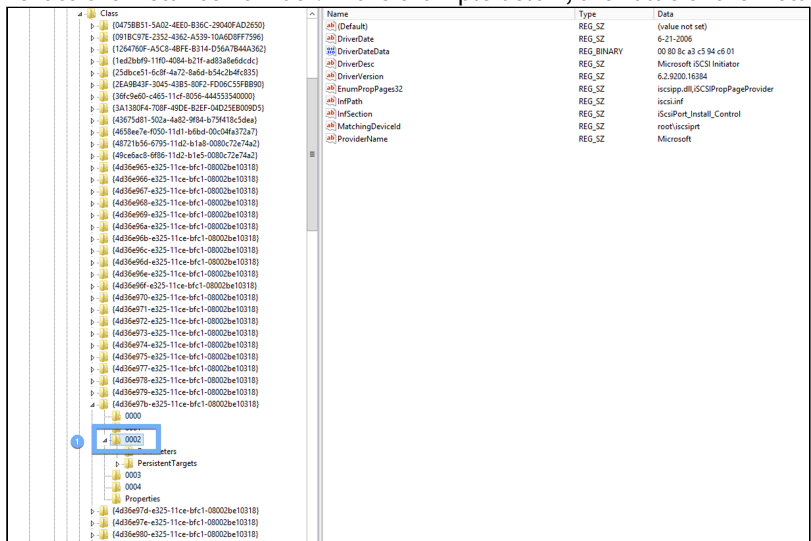 Class
{0475BB51-5A02-4EE0-B36C-29040FAD2650}
{091BC97E-2352-4362-A539-10A6D8FF7596}
{1264760F-A5C8-4BFE-B314-D56A7B44A362}
{1ed2bbf9-11f0-4084-b21f-ad83a8e6dcdc}
{25dbce51-6c8f-4a72-8a6d-b54c2b4fc835}
{2EA9B43F-3045-43B5-80F2-FD06C55FBB90}
{36fc9e60-c465-11cf-8056-444553540000}
{3A1380F4-708F-49DE-B2EF-04D25EB009D5}
{43675d81-502a-4a82-9f84-b75f418c5dea}
{4658ee7e-f050-11d1-b6bd-00c04fa372a7}
{48721b56-6795-11d2-b1a8-0080c72e74a2}
{49ce6ac8-6f86-11d2-b1e5-0080c72e74a2}
{4d36e965-e325-11ce-bfc1-08002be10318}
{4d36e966-e325-11ce-bfc1-08002be10318}
{4d36e967-e325-11ce-bfc1-08002be10318}
{4d36e968-e325-11ce-bfc1-08002be10318}
{4d36e969-e325-11ce-bfc1-08002be10318}
{4d36e96a-e325-11ce-bfc1-08002be10318}
{4d36e96b-e325-11ce-bfc1-08002be10318}
{4d36e96c-e325-11ce-bfc1-08002be10318}
{4d36e96d-e325-11ce-bfc1-08002be10318}
{4d36e96e-e325-11ce-bfc1-08002be10318}
{4d36e96f-e325-11ce-bfc1-08002be10318}
{4d36e970-e325-11ce-bfc1-08002be10318}
{4d36e971-e325-11ce-bfc1-08002be10318}
{4d36e972-e325-11ce-bfc1-08002be10318}
{4d36e973-e325-11ce-bfc1-08002be10318}
{4d36e974-e325-11ce-bfc1-08002be10318}
{4d36e975-e325-11ce-bfc1-08002be10318}
{4d36e977-e325-11ce-bfc1-08002be10318}
{4d36e978-e325-11ce-bfc1-08002be10318}
{4d36e979-e325-11ce-bfc1-08002be10318}
{4d36e97b-e325-11ce-bfc1-08002be10318}
0000
1 0002
PersistentTargets
0003
0004
Properties
{4d36e97d-e325-11ce-bfc1-08002be10318}
{4d36e97e-e325-11ce-bfc1-08002be10318}
{4d36e980-e325-11ce-bfc1-08002be10318}
Name Type Data
ab (Default) REG_SZ (value not set)
ab DriverDate REG_SZ 6-21-2006
DriverDateData REG_BINARY 00 80 8c a3 c5 94 c6 01
ab DriverDesc REG_SZ Microsoft iSCSI Initiator
ab DriverVersion REG_SZ 6.2.9200.16384
ab EnumPropPages32 REG_SZ iscsipp.dll,iSCSIPropPageProvider
ab InfPath REG_SZ iscsi.inf
ab InfSection REG_SZ iScsiPort_Install_Control
ab MatchingDeviceId REG_SZ root\iscsiprt
ab ProviderName REG_SZ Microsoft